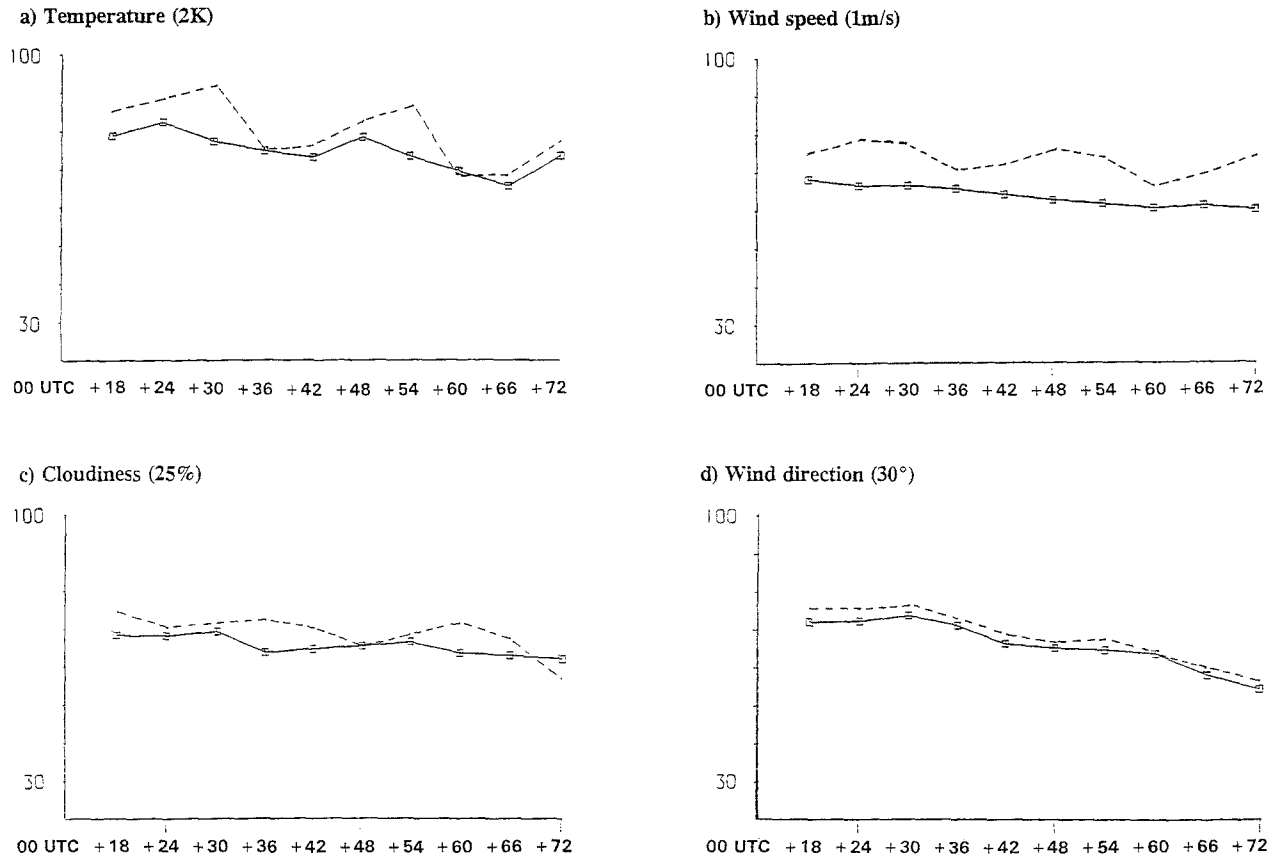 a) Temperature (2K)
100
30
00 UTC +18 +24 +30 +36 +42 +48 +54 +60 +66 +72
b) Wind speed (1m/s)
100
30
00 UTC +18 +24 +30 +36 +42 +48 +54 +60 +66 +72
c) Cloudiness (25%)
100
30
00 UTC +18 +24 +30 +36 +42 +48 +54 +60 +66 +72
d) Wind direction (30°)
100
30
00 UTC +18 +24 +30 +36 +42 +48 +54 +60 +66 +72